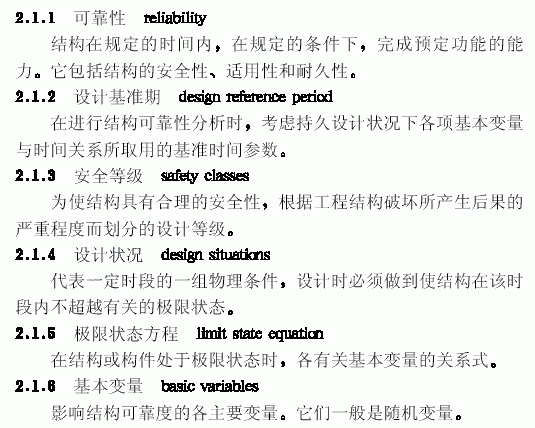 2.1.1 可靠性 reliability
结构在规定的时间内，在规定的条件下，完成预定功能的能
力。它包括结构的安全性、适用性和耐久性。
2.1.2 设计基准期 design reference period
在进行结构可靠性分析时，考虑持久设计状况下各项基本变量
与时间关系所取用的基准时间参数。
2.1.3 安全等级 safety classes
为使结构具有合理的安全性，根据工程结构破坏所产生后果的
严重程度而划分的设计等级。
2.1.4 设计状况 design situations
代表一定时段的一组物理条件，设计时必须做到使结构在该时
段内不超越有关的极限状态。
2.1.5 极限状态方程 limit state equation
在结构或构件处于极限状态时，各有关基本变量的关系式。
2.1.6 基本变量 basic variables
影响结构可靠度的各主要变量。它们一般是随机变量。